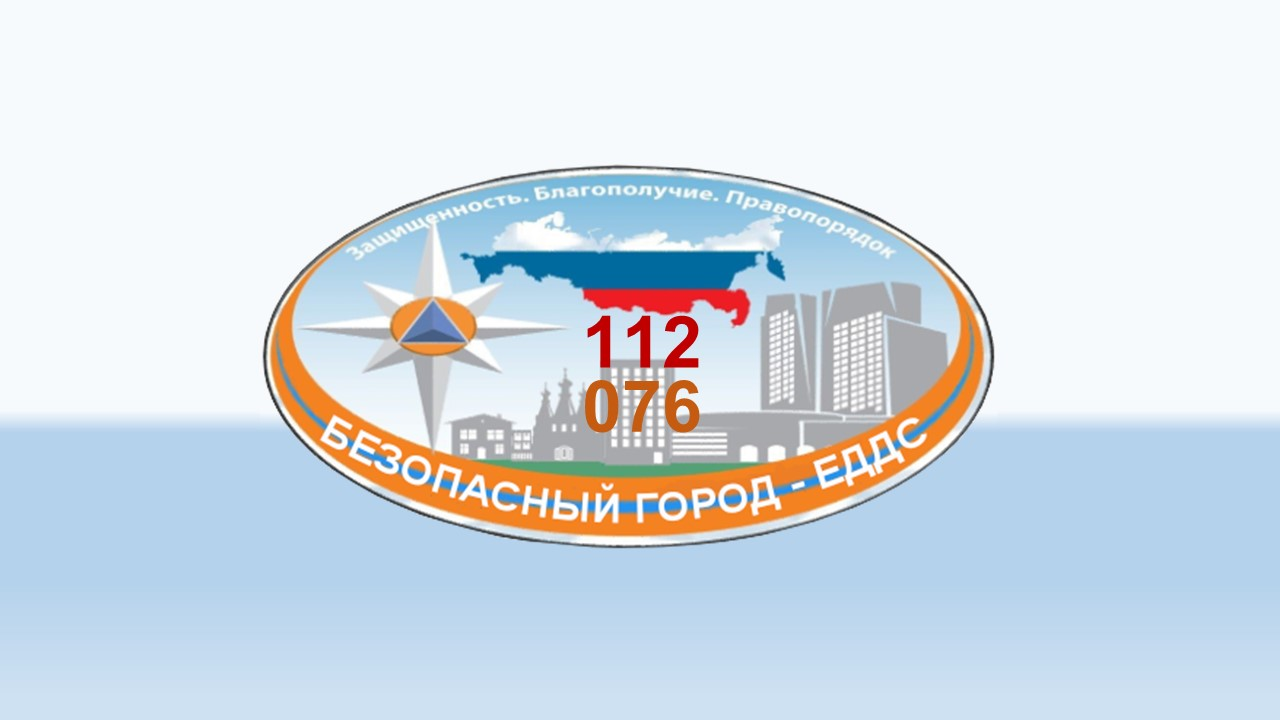 Защищенность. Благополучие. Правопорядок
112
076
БЕЗОПАСНЫЙ ГОРОД - ЕДДС